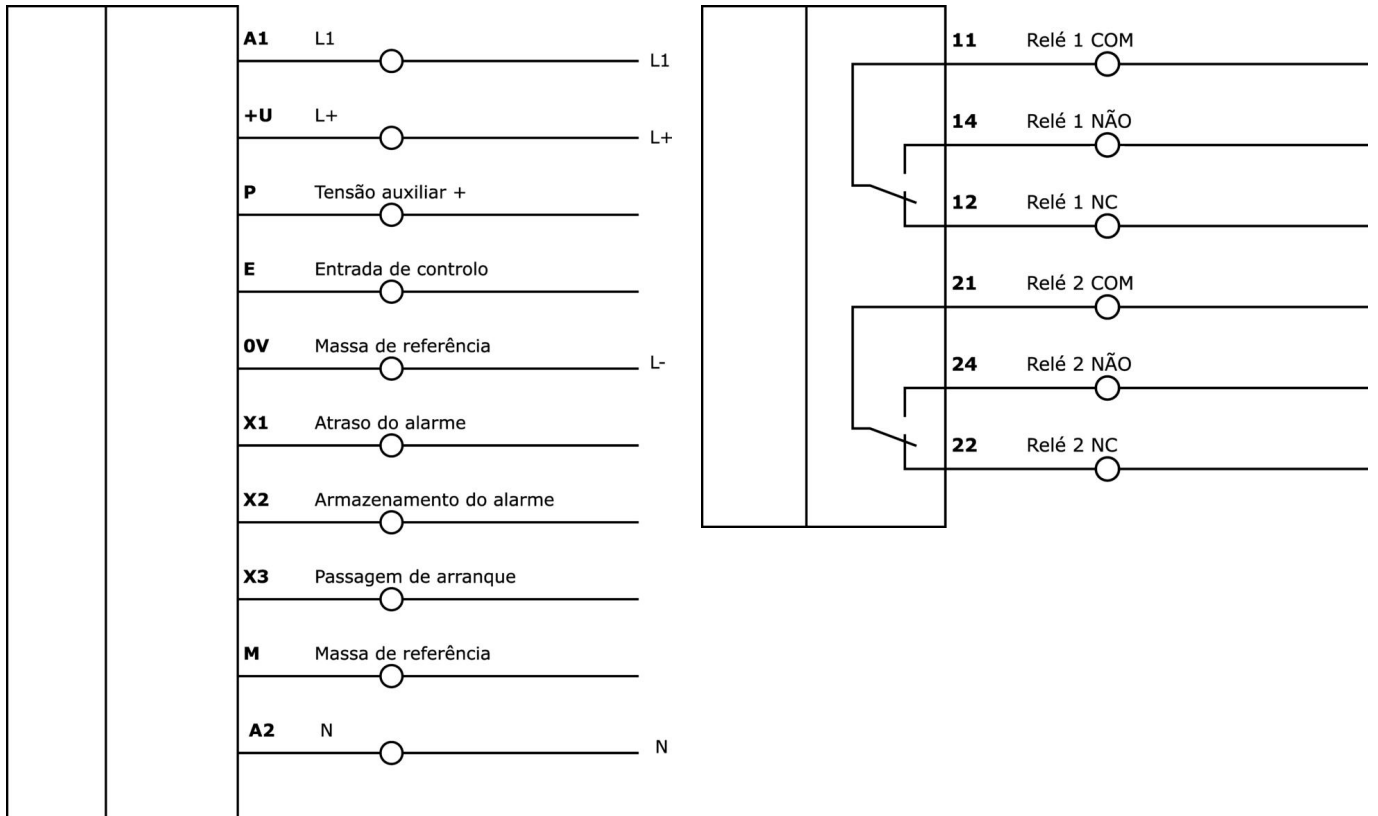 A1 L1
L1
+U L+
L+
P Tensão auxiliar +
E Entrada de controlo
0V Massa de referência
L-
X1 Atraso do alarme
X2 Armazenamento do alarme
X3 Passagem de arranque
M Massa de referência
A2 N
N
11 Relé 1 COM
14 Relé 1 NÃO
12 Relé 1 NC
21 Relé 2 COM
24 Relé 2 NÃO
22 Relé 2 NC